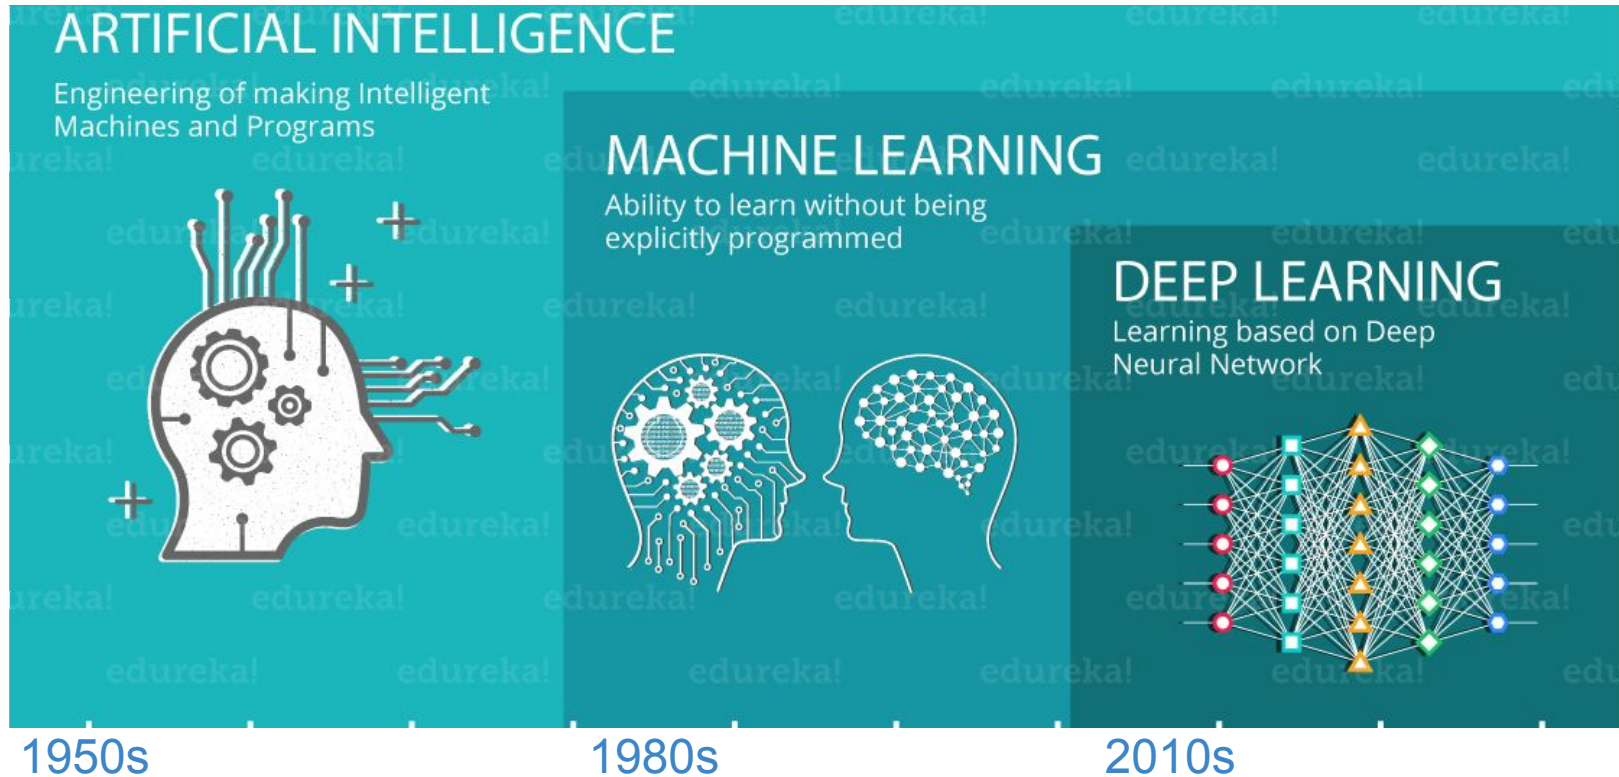 ARTIFICIAL INTELLIGENCE
Engineering of making Intelligent
Machines and Programs
MACHINE LEARNING
Ability to learn without being
explicitly programmed
DEEP LEARNING
Learning based on Deep
Neural Network
edureka!
1950s
1980s
2010s